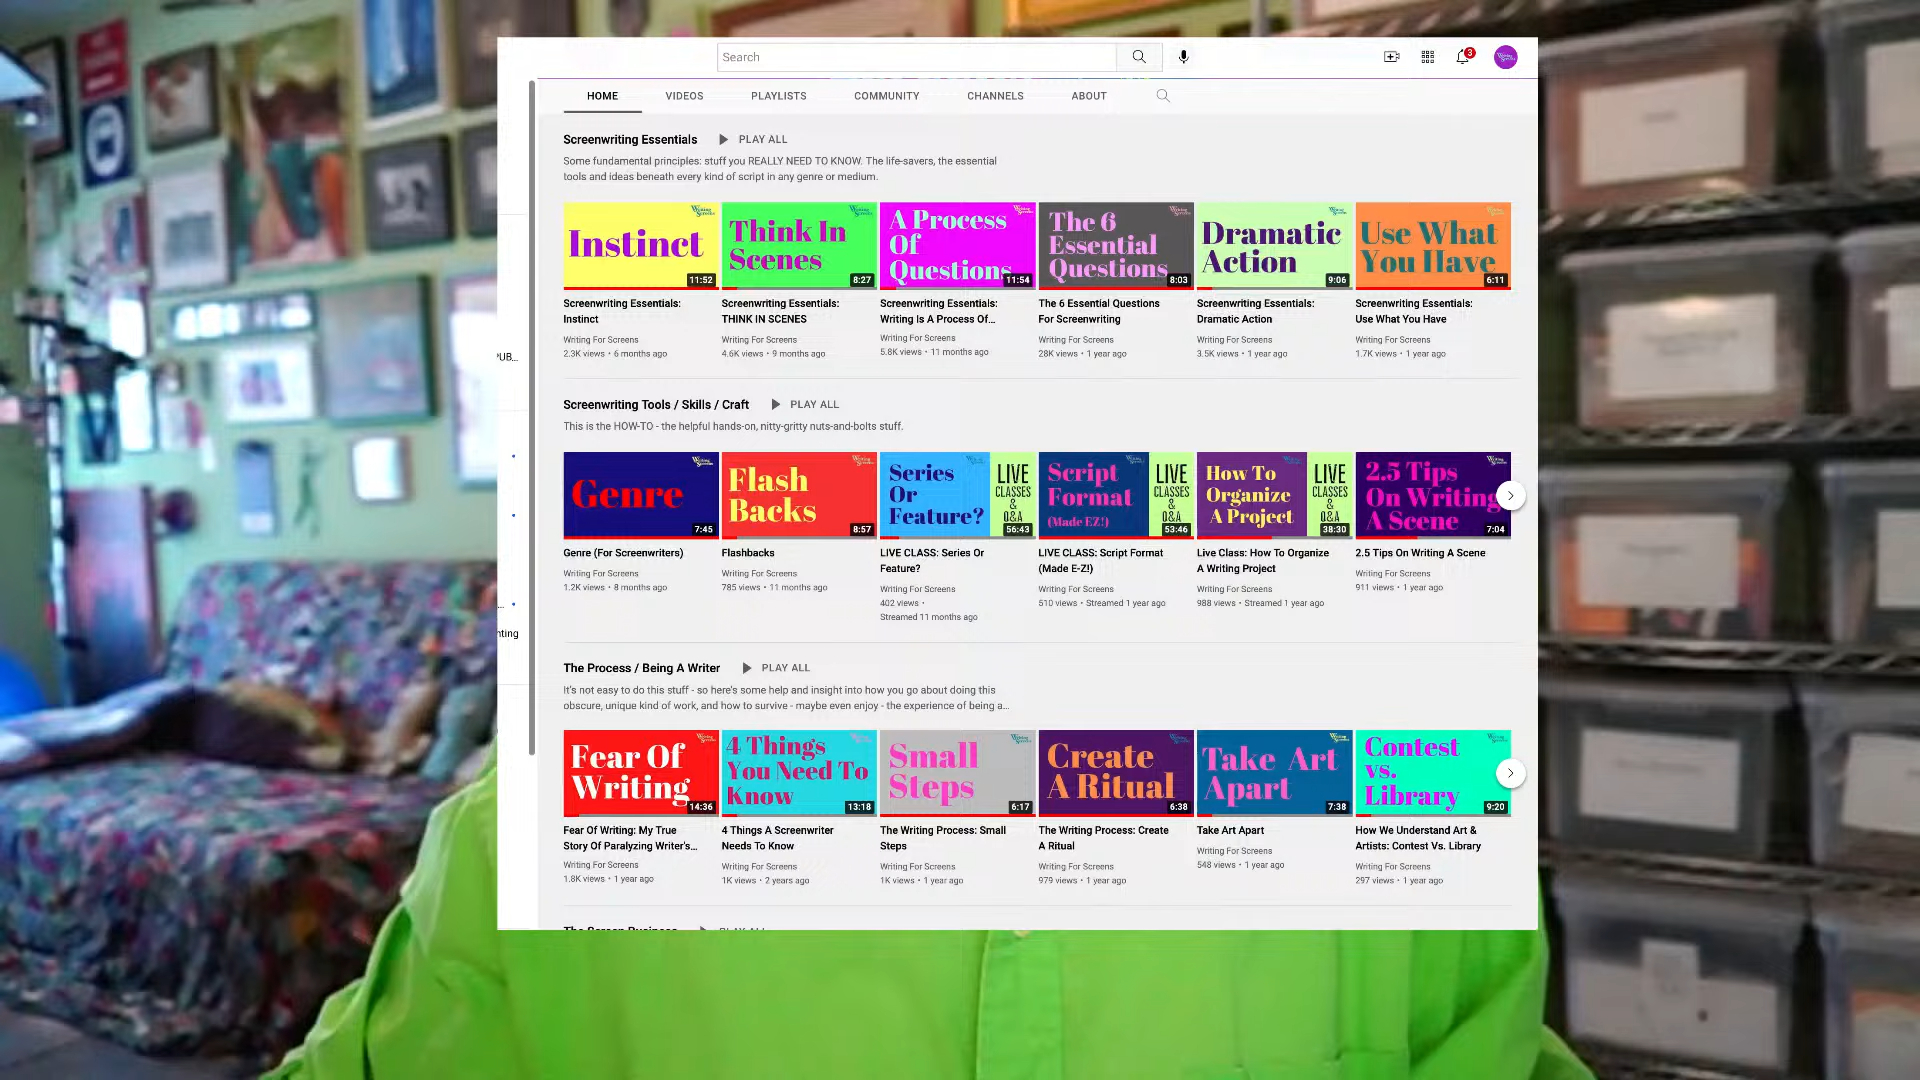 Search
3
HOME VIDEOS PLAYLISTS COMMUNITY CHANNELS ABOUT
Screenwriting Essentials PLAY ALL
Some fundamental principles: stuff you REALLY NEED TO KNOW. The life-savers, the essential
tools and ideas beneath every kind of script in any genre or medium.
Instinct
11:52
Think In
Scenes
8:27
A Process
Of
Questions
11:54
The 6
Essential
Questions
8:03
Dramatic
Action
9:06
Use What
You Have
6:11
Screenwriting Essentials:
Instinct
Writing For Screens
2.3K views • 6 months ago
Screenwriting Essentials:
THINK IN SCENES
Writing For Screens
4.6K views • 9 months ago
Screenwriting Essentials:
Writing Is A Process Of...
Writing For Screens
5.8K views • 11 months ago
The 6 Essential Questions
For Screenwriting
Writing For Screens
28K views • 1 year ago
Screenwriting Essentials:
Dramatic Action
Writing For Screens
3.5K views • 1 year ago
Screenwriting Essentials:
Use What You Have
Writing For Screens
1.7K views • 1 year ago
UB...
Screenwriting Tools / Skills / Craft PLAY ALL
This is the HOW-TO - the helpful hands-on, nitty-gritty nuts-and-bolts stuff.
Genre
7:45
Flash
Backs
8:57
Series
Or
Feature?
LIVE
CLASSES
&
Q&A
56:43
Script
Format
(Made EZ!)
LIVE
CLASSES
&
Q&A
53:46
How To
Organize
A Project
LIVE
CLASSES
&
Q&A
38:30
2.5 Tips
On Writing
A Scene
7:04
Genre (For Screenwriters)
Writing For Screens
1.2K views • 8 months ago
Flashbacks
Writing For Screens
785 views • 11 months ago
LIVE CLASS: Series Or
Feature?
Writing For Screens
402 views •
Streamed 11 months ago
LIVE CLASS: Script Format
(Made E-Z!)
Writing For Screens
510 views • Streamed 1 year ago
Live Class: How To Organize
A Writing Project
Writing For Screens
988 views • Streamed 1 year ago
2.5 Tips On Writing A Scene
Writing For Screens
911 views • 1 year ago
...
nting
The Process / Being A Writer PLAY ALL
It's not easy to do this stuff - so here's some help and insight into how you go about doing this
obscure, unique kind of work, and how to survive - maybe even enjoy - the experience of being a...
Fear Of
Writing
14:36
4 Things
You Need To
Know
13:18
Small
Steps
6:17
Create
A Ritual
6:38
Take Art
Apart
7:38
Contest
vs.
Library
9:20
Fear Of Writing: My True
Story Of Paralyzing Writer's...
Writing For Screens
1.8K views • 1 year ago
4 Things A Screenwriter
Needs To Know
Writing For Screens
1K views • 2 years ago
The Writing Process: Small
Steps
Writing For Screens
1K views • 1 year ago
The Writing Process: Create
A Ritual
Writing For Screens
979 views • 1 year ago
Take Art Apart
Writing For Screens
548 views • 1 year ago
How We Understand Art &
Artists: Contest Vs. Library
Writing For Screens
297 views • 1 year ago
The Screen Business PLAY ALL